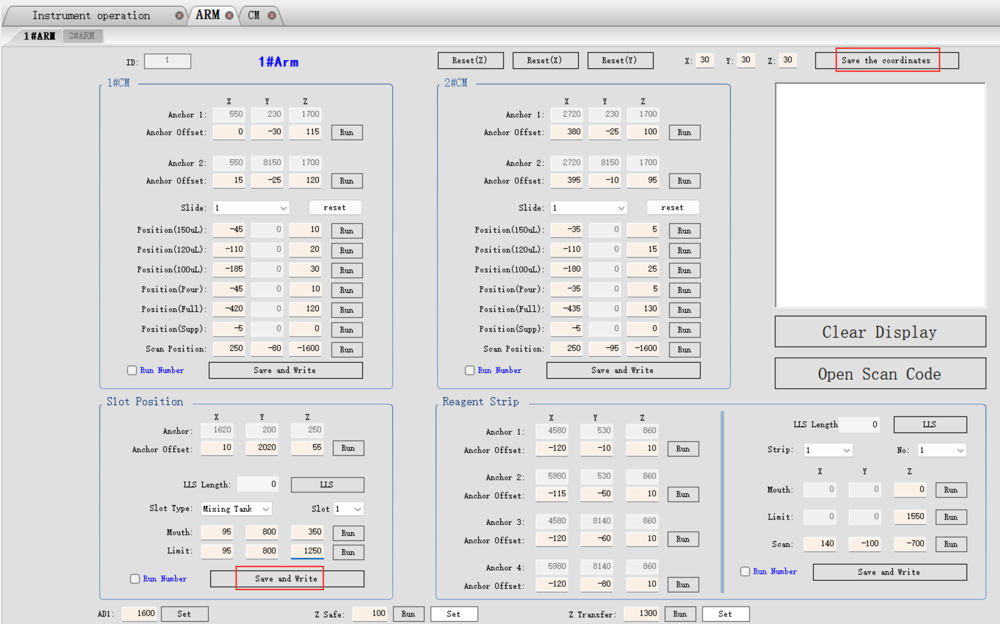 Instrument operation ARM CM
1#ARM 2#ARM
ID: 1 1#Arm Reset(Z) Reset(X) Reset(Y) X: 30 Y: 30 Z: 30 Save the coordinates
1#CM
X Y Z
Anchor 1: 550 230 1700
Anchor Offset: 0 -30 115 Run
Anchor 2: 550 8150 1700
Anchor Offset: 15 -25 120 Run
Slide: 1 reset
Position(150uL): -45 0 10 Run
Position(120uL): -110 0 20 Run
Position(100uL): -185 0 30 Run
Position(Pour): -45 0 10 Run
Position(Full): -420 0 120 Run
Position(Supp): -5 0 0 Run
Scan Position: 250 -80 -1600 Run
Run Number Save and Write
2#CM
X Y Z
Anchor 1: 2720 230 1700
Anchor Offset: 380 -25 100 Run
Anchor 2: 2720 8150 1700
Anchor Offset: 395 -10 95 Run
Slide: 1 reset
Position(150uL): -35 0 5 Run
Position(120uL): -110 0 15 Run
Position(100uL): -180 0 25 Run
Position(Pour): -35 0 5 Run
Position(Full): -435 0 130 Run
Position(Supp): -5 0 0 Run
Scan Position: 250 -95 -1600 Run
Run Number Save and Write
Clear Display
Open Scan Code
Slot Position
X Y Z
Anchor: 1620 200 250
Anchor Offset: 10 2020 55 Run
LLS Length: 0 LLS
Slot Type: Mixing Tank Slot 1
Mouth: 95 800 350 Run
Limit: 95 800 1250 Run
Run Number Save and Write
Reagent Strip
X Y Z
Anchor 1: 4580 530 860
Anchor Offset: -120 -10 10 Run
Anchor 2: 5980 530 860
Anchor Offset: -115 -50 10 Run
Anchor 3: 4580 8140 860
Anchor Offset: -120 -60 10 Run
Anchor 4: 5980 8140 860
Anchor Offset: -120 -80 10 Run
LLS Length 0 LLS
Strip: 1 No: 1
X Y Z
Mouth: 0 0 0 Run
Limit: 0 0 1550 Run
Scan: 140 -100 -700 Run
Run Number Save and Write
AD1: 1600 Set Z Safe: 100 Run Set Z Transfer: 1300 Run Set